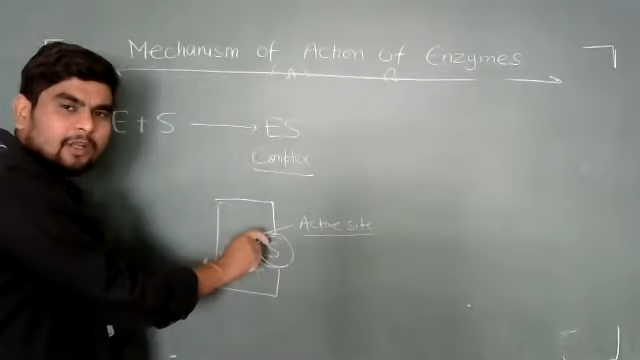 Mechanism of Action of Enzymes
E + S → ES
Complex
Active site
S